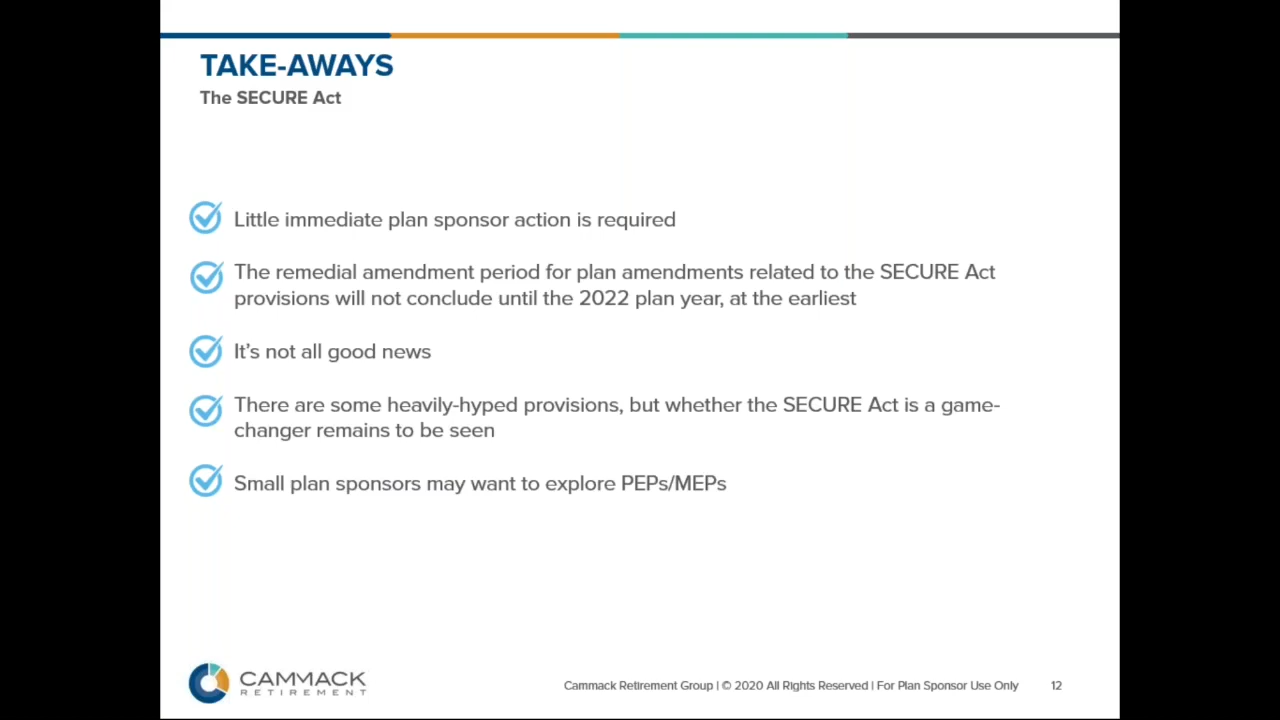 TAKE-AWAYS
The SECURE Act
Little immediate plan sponsor action is required
The remedial amendment period for plan amendments related to the SECURE Act
provisions will not conclude until the 2022 plan year, at the earliest
It’s not all good news
There are some heavily-hyped provisions, but whether the SECURE Act is a game-
changer remains to be seen
Small plan sponsors may want to explore PEPs/MEPs
CAMMACK
RETIREMENT
Cammack Retirement Group | © 2020 All Rights Reserved | For Plan Sponsor Use Only 12